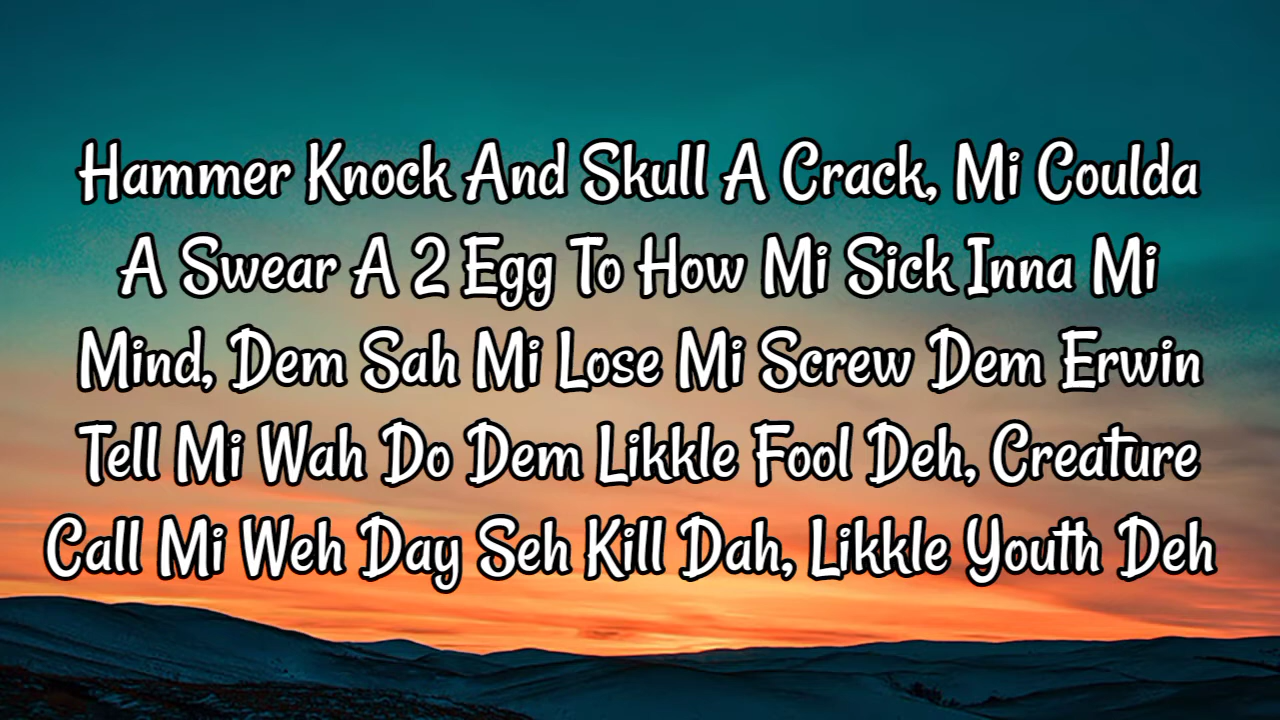 Hammer Knock And Skull A Crack, Mi Coulda
A Swear A 2 Egg To How Mi Sick Inna Mi
Mind, Dem Sah Mi Lose Mi Screw Dem Erwin
Tell Mi Wah Do Dem Likkle Fool Deh, Creature
Call Mi Weh Day Seh Kill Dah, Likkle Youth Deh